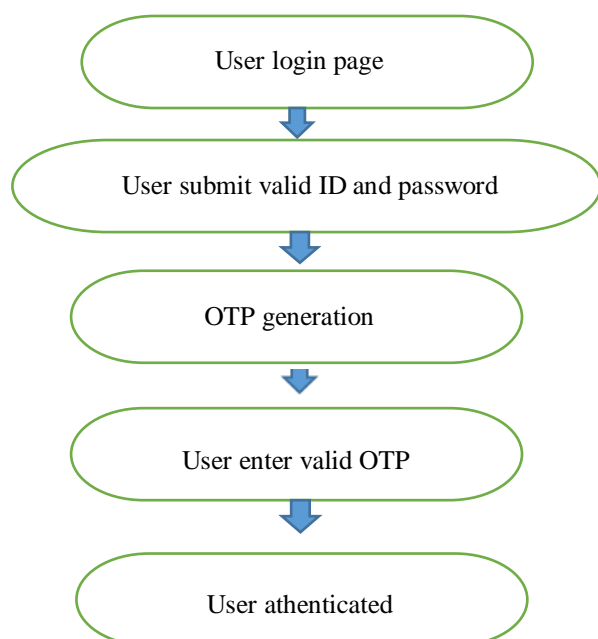 User login page
User submit valid ID and password
OTP generation
User enter valid OTP
User athenticated